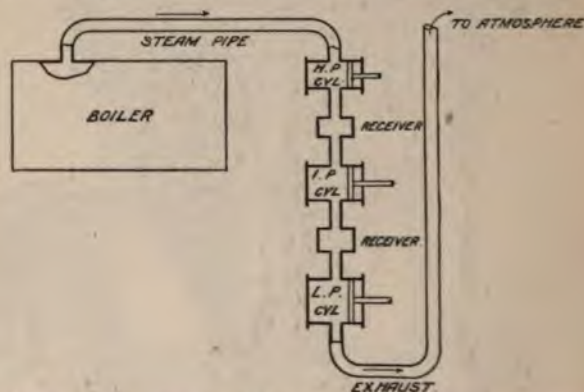 TO ATMOSPHERE
STEAM PIPE
H.P.
CYL.
BOILER
RECEIVER
I.P.
CYL
RECEIVER.
L.P.
CYL
EXHAUST.